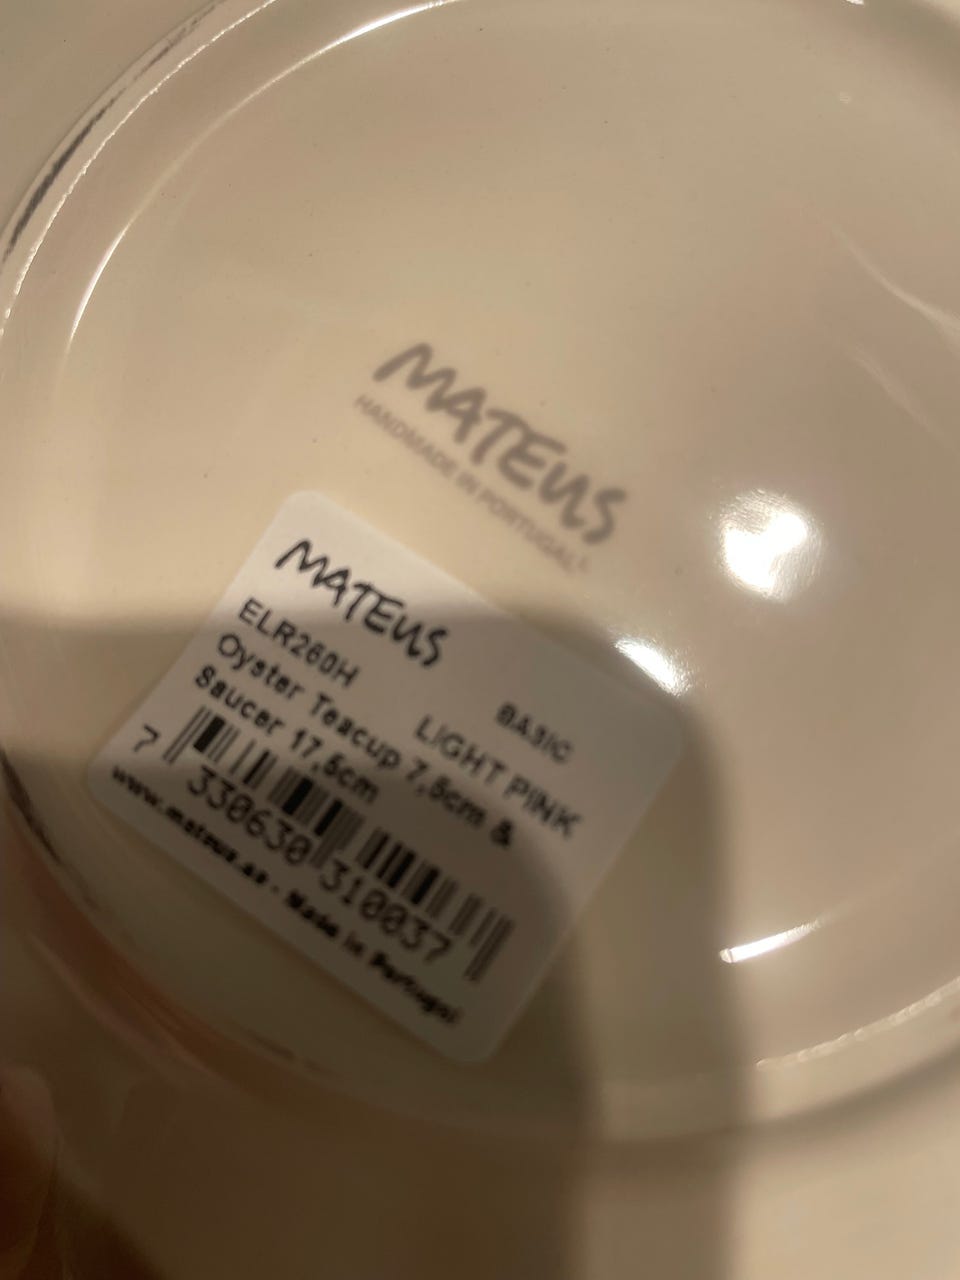 MATEUS
HANDMADE IN PORTUGAL
MATEUS
ELR260H BASIC
LIGHT PINK
Oyster Teacup 7,5cm &
Saucer 17,5cm
7 330630 310037
www.mateus.se - Made in Portugal